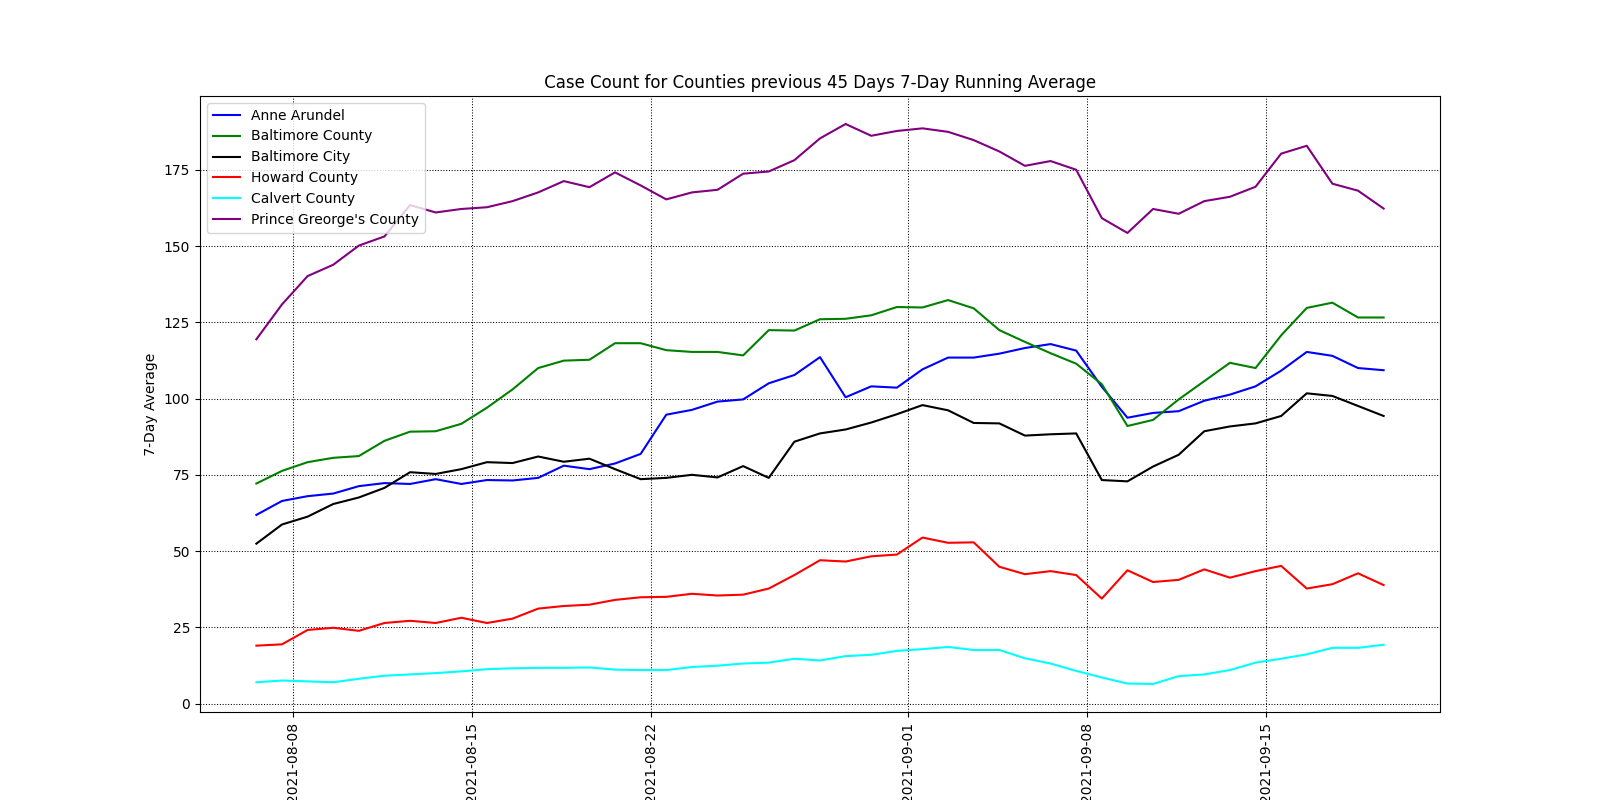 Case Count for Counties previous 45 Days 7-Day Running Average
Anne Arundel
Baltimore County
Baltimore City
Howard County
Calvert County
Prince Greorge's County
7-Day Average
175
150
125
100
75
50
25
0
2021-08-08
2021-08-15
2021-08-22
2021-09-01
2021-09-08
2021-09-15